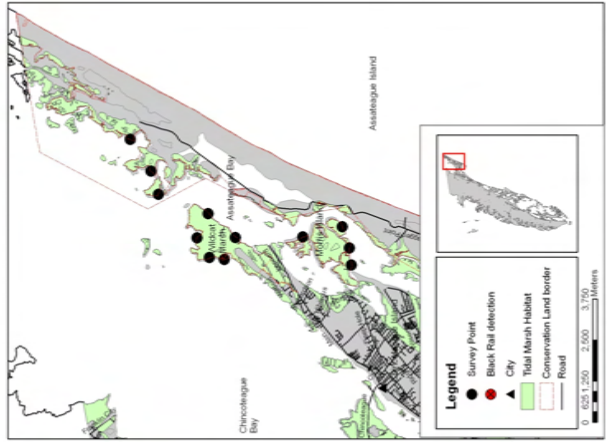 Assateague Island
Assateague Bay
Wildcat
Marsh
Chincoteague
Bay
Legend
Survey Point
Black Rail detection
City
Tidal Marsh Habitat
Conservation Land border
Road
0 625 1,250 2,500 3,750
Meters